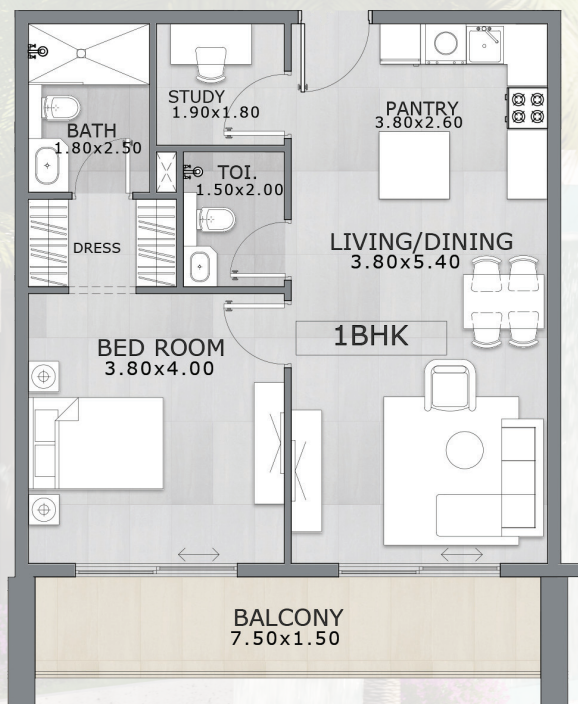 STUDY
1.90x1.80
PANTRY
3.80x2.60
BATH
1.80x2.50
TOI.
1.50x2.00
DRESS
LIVING/DINING
3.80x5.40
1BHK
BED ROOM
3.80x4.00
BALCONY
7.50x1.50